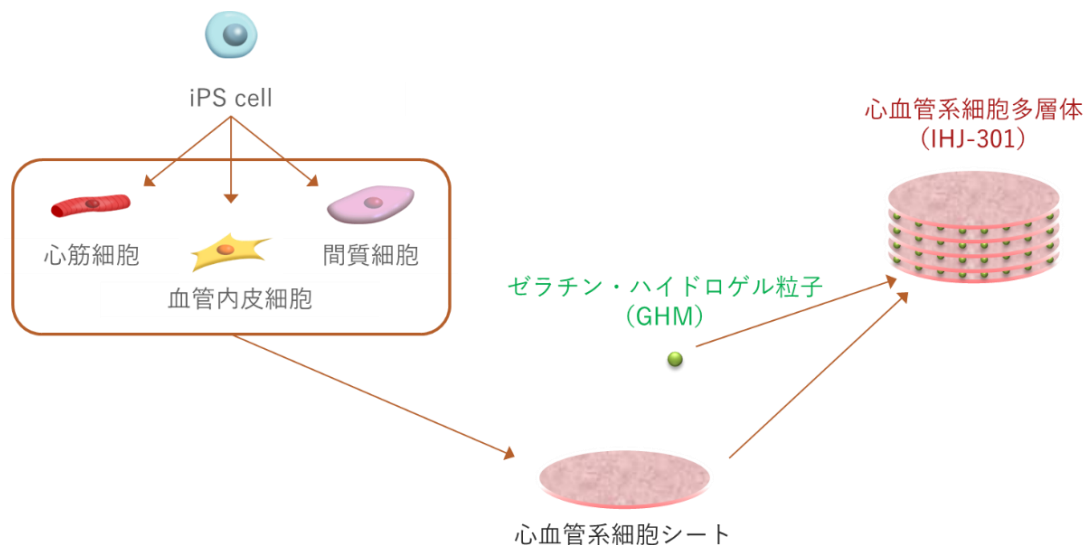 iPS cell
心筋細胞
間質細胞
血管内皮細胞
ゼラチン・ハイドロゲル粒子
（GHM）
心血管系細胞シート
心血管系細胞多層体
（IHJ-301）